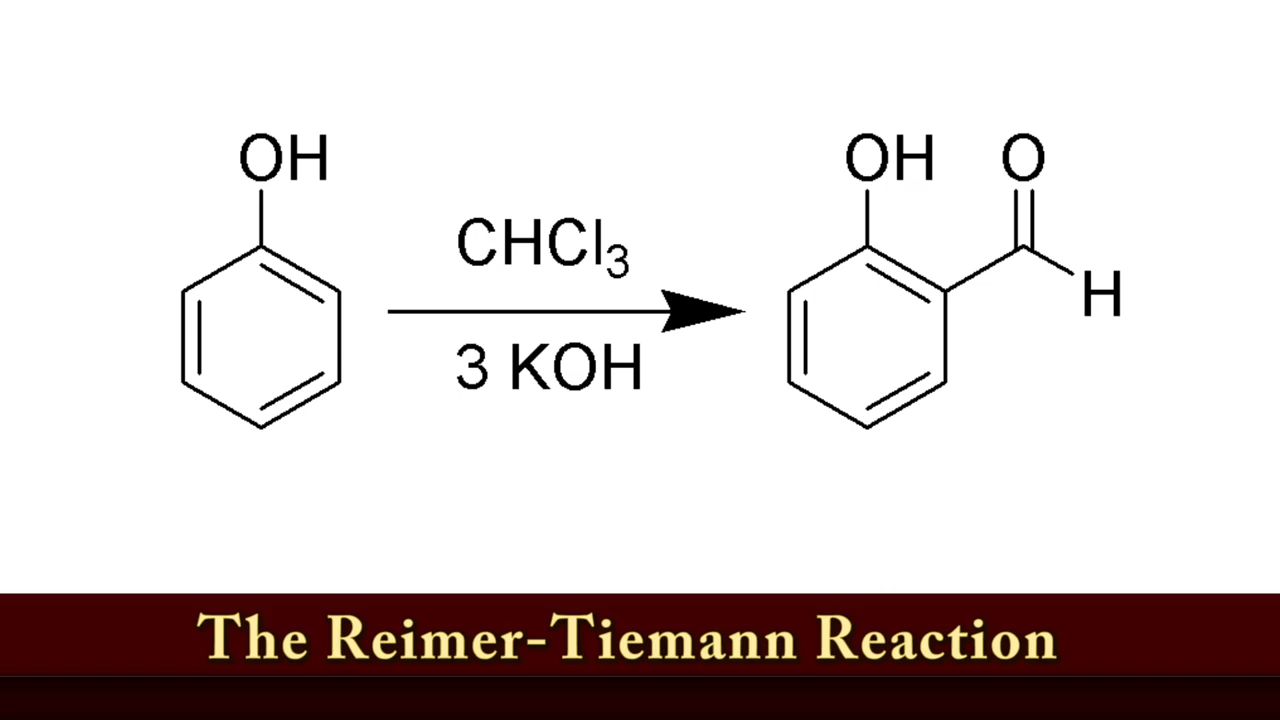 OH
CHCl₃
3 KOH
OH
O
H
The Reimer-Tiemann Reaction